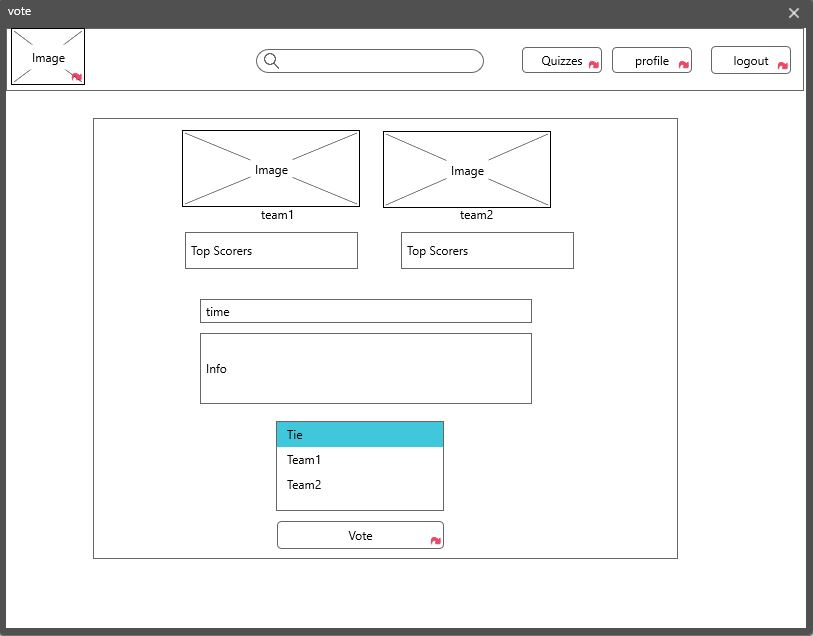 vote
Image
Quizzes
profile
logout
Image
Image
team1
team2
Top Scorers
Top Scorers
time
Info
Tie
Team1
Team2
Vote